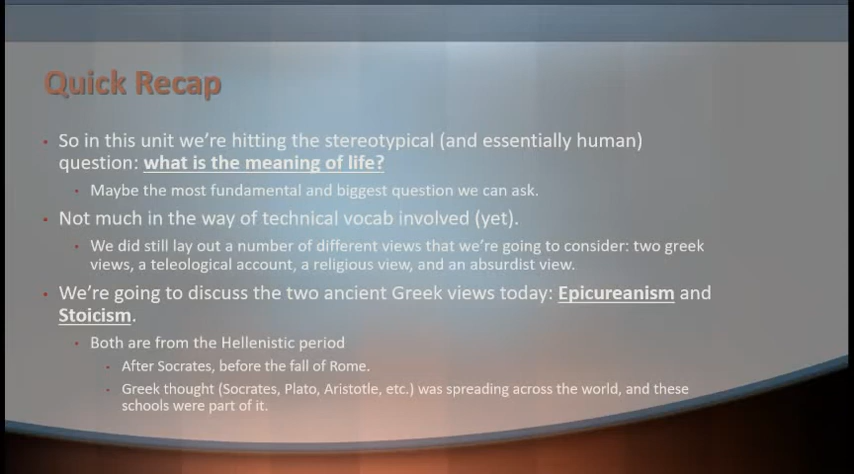 Quick Recap
• So in this unit we're hitting the stereotypical (and essentially human)
question: what is the meaning of life?
• Maybe the most fundamental and biggest question we can ask.
• Not much in the way of technical vocab involved (yet).
• We did still lay out a number of different views that we're going to consider: two greek
views, a teleological account, a religious view, and an absurdist view.
• We're going to discuss the two ancient Greek views today: Epicureanism and
Stoicism.
• Both are from the Hellenistic period
• After Socrates, before the fall of Rome.
• Greek thought (Socrates, Plato, Aristotle, etc.) was spreading across the world, and these
schools were part of it.